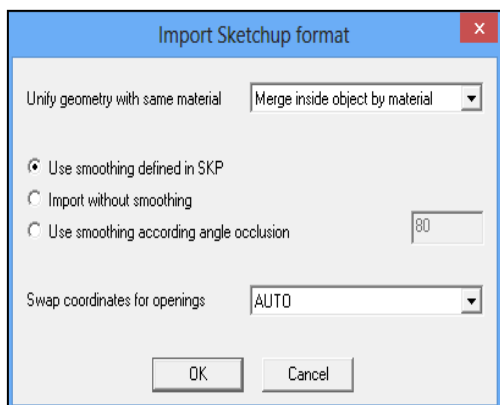 Import Sketchup format
x
Unify geometry with same material Merge inside object by material
Use smoothing defined in SKP
Import without smoothing
Use smoothing according angle occlusion 80
Swap coordinates for openings AUTO
OK Cancel